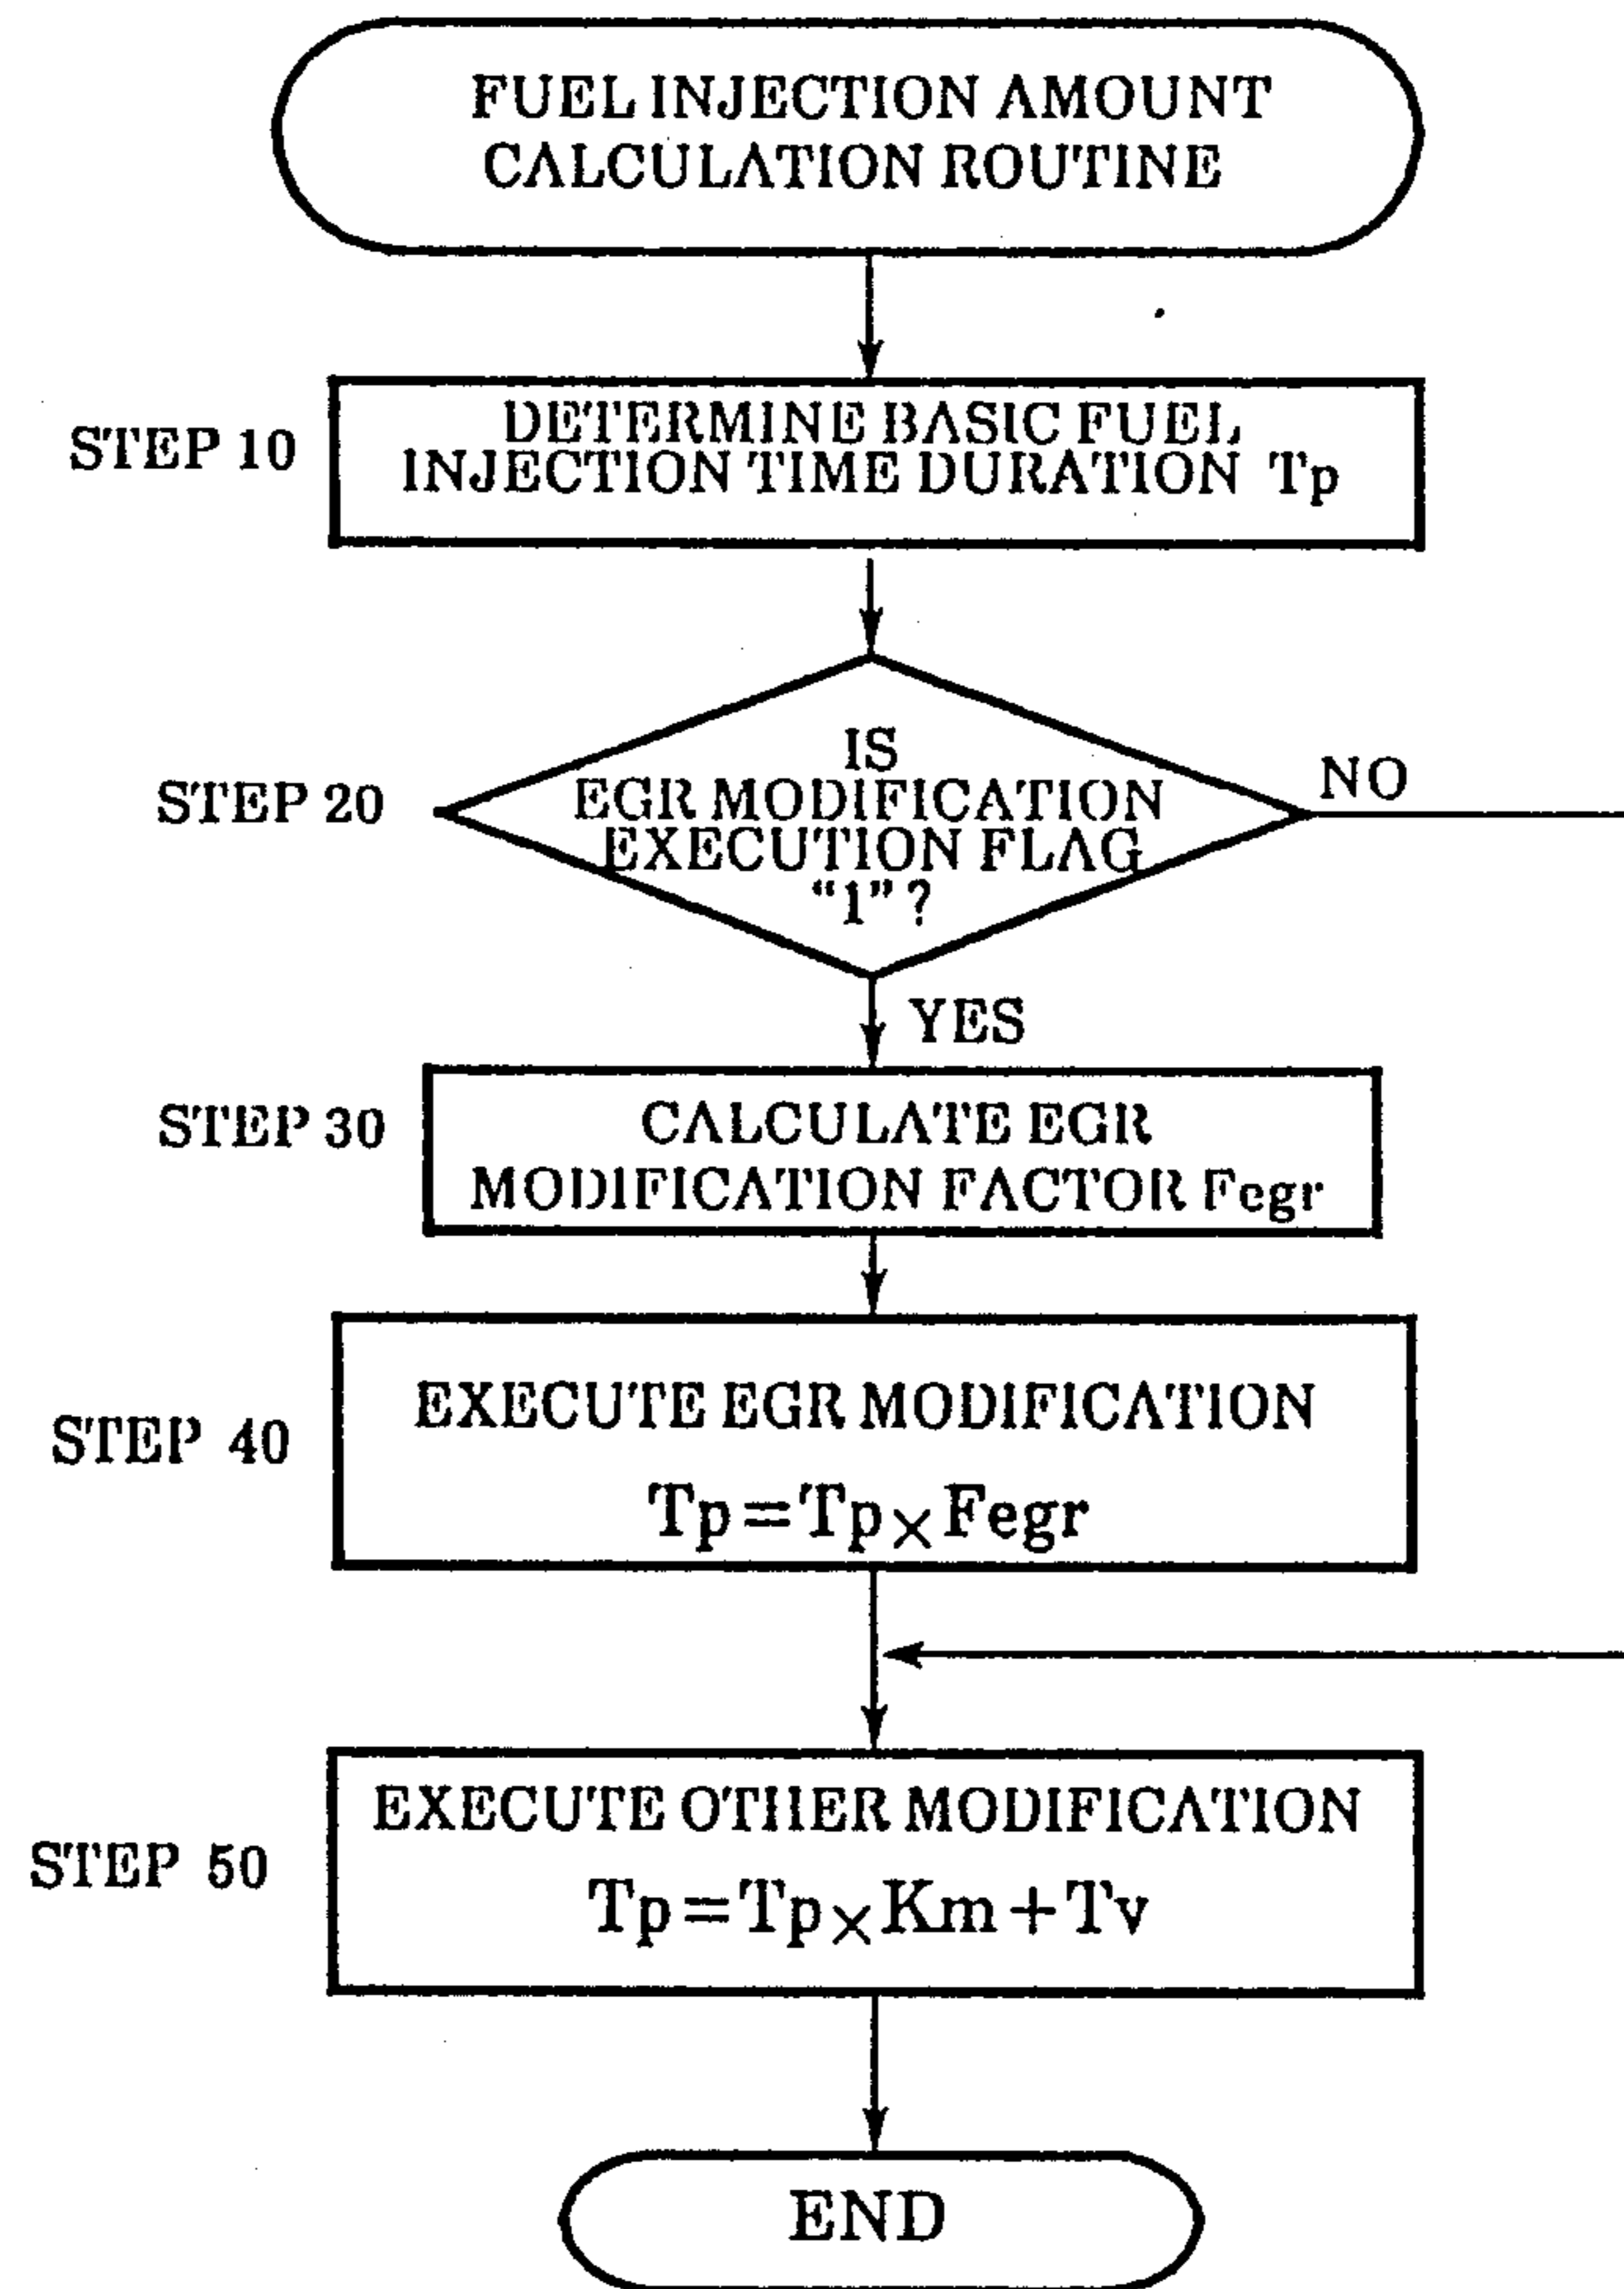 FUEL INJECTION AMOUNT
CALCULATION ROUTINE
STEP 10
DETERMINE BASIC FUEL
INJECTION TIME DURATION Tp
STEP 20
IS
EGR MODIFICATION
EXECUTION FLAG
“1”?
NO
YES
STEP 30
CALCULATE EGR
MODIFICATION FACTOR Fegr
STEP 40
EXECUTE EGR MODIFICATION
Tp=Tp×Fegr
STEP 50
EXECUTE OTHER MODIFICATION
Tp=Tp×Km+Tv
END